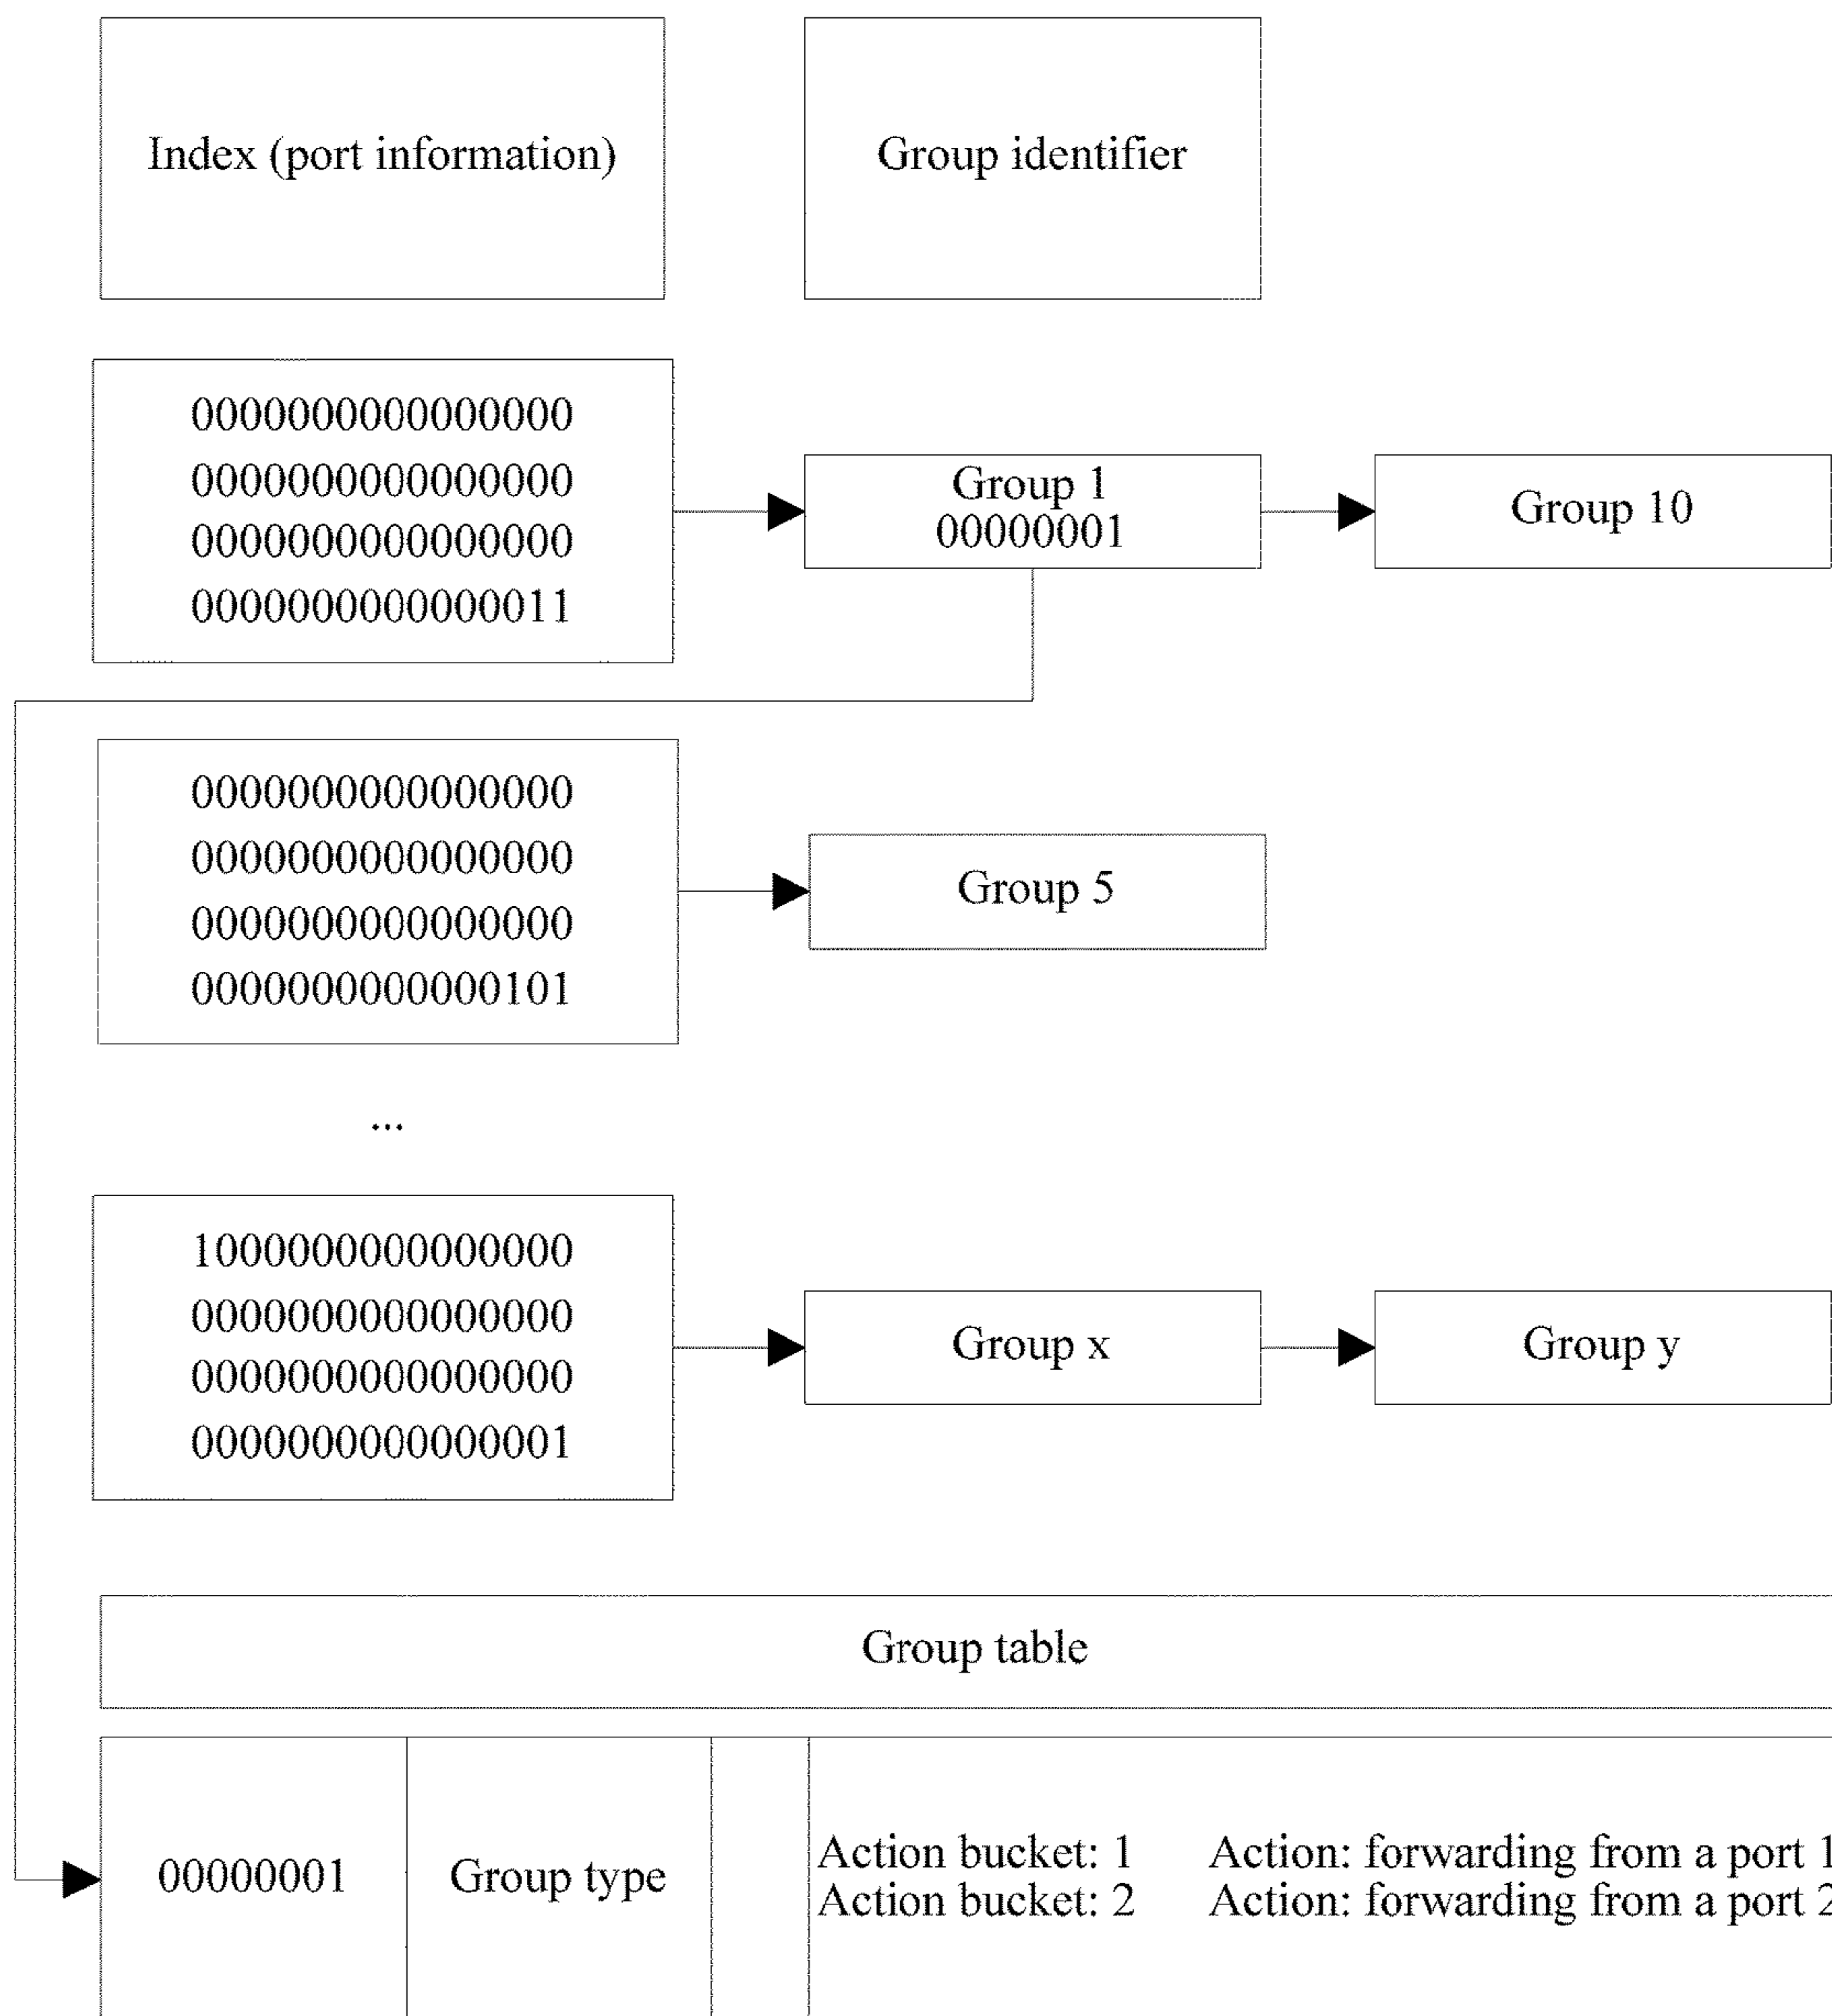 Index (port information)
Group identifier
0000000000000000
0000000000000000
0000000000000000
0000000000000011
Group 1
00000001
Group 10
0000000000000000
0000000000000000
0000000000000000
0000000000000101
Group 5
...
1000000000000000
0000000000000000
0000000000000000
0000000000000001
Group x
Group y
Group table
00000001
Group type
Action bucket: 1 Action: forwarding from a port 1
Action bucket: 2 Action: forwarding from a port 2